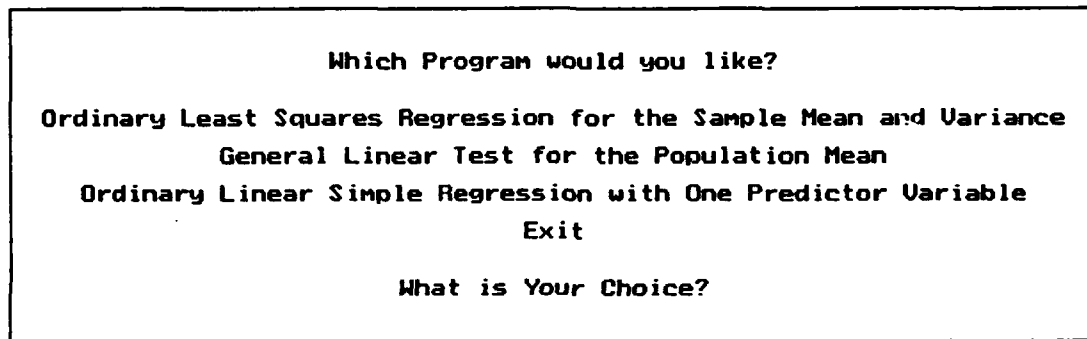 Which Program would you like?
Ordinary Least Squares Regression for the Sample Mean and Variance
General Linear Test for the Population Mean
Ordinary Linear Simple Regression with One Predictor Variable
Exit
What is Your Choice?